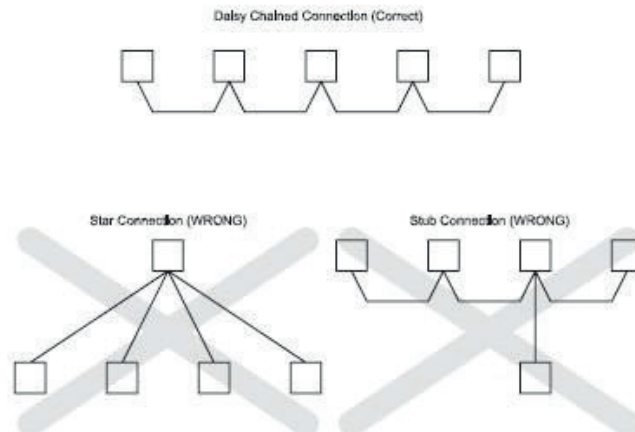 Daisy Chained Connection (Correct)
Star Connection (WRONG)
Stub Connection (WRONG)